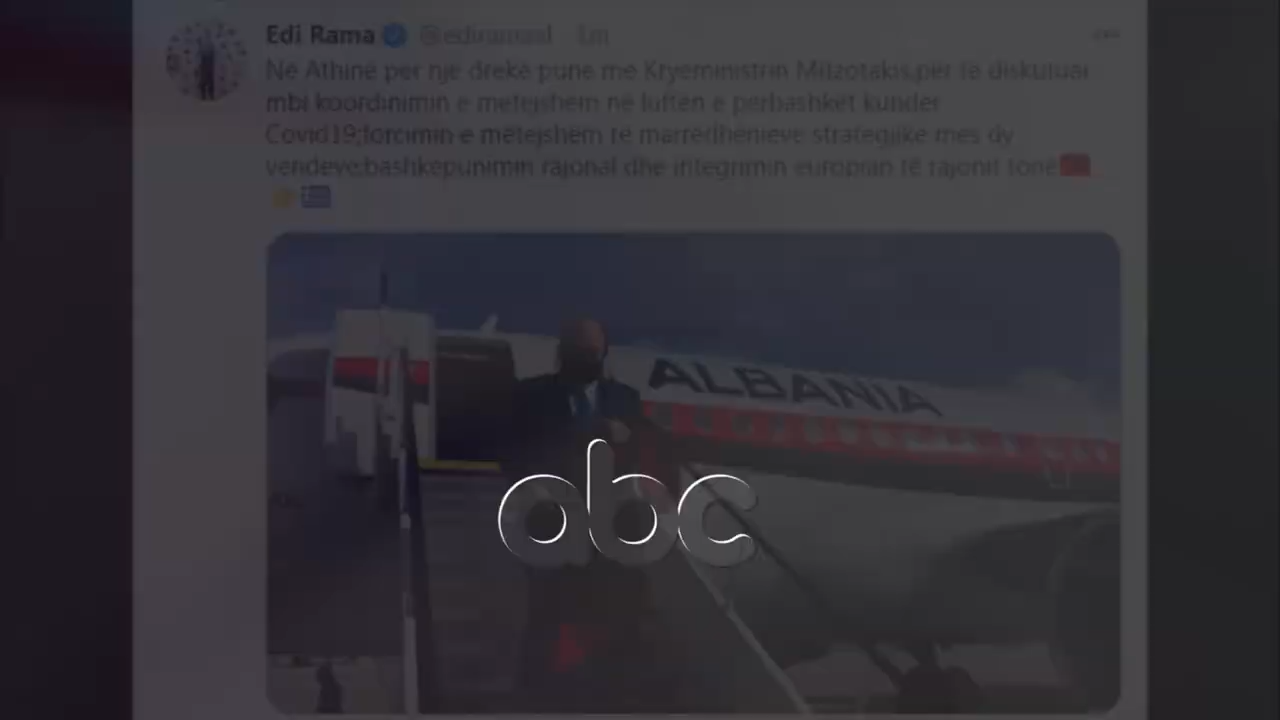 Edi Rama @ediramaal · 1m
Në Athinë për një drekë pune me Kryeministrin Mitzotakis,për të diskutuar
mbi koordinimin e mëtejshëm në luftën e përbashkët kundër
Covid19;forcimin e mëtejshëm të marrëdhënieve strategjike mes dy
vendeve;bashkëpunimin rajonal dhe integrimin europian të rajonit tonë
ALBANIA
abc